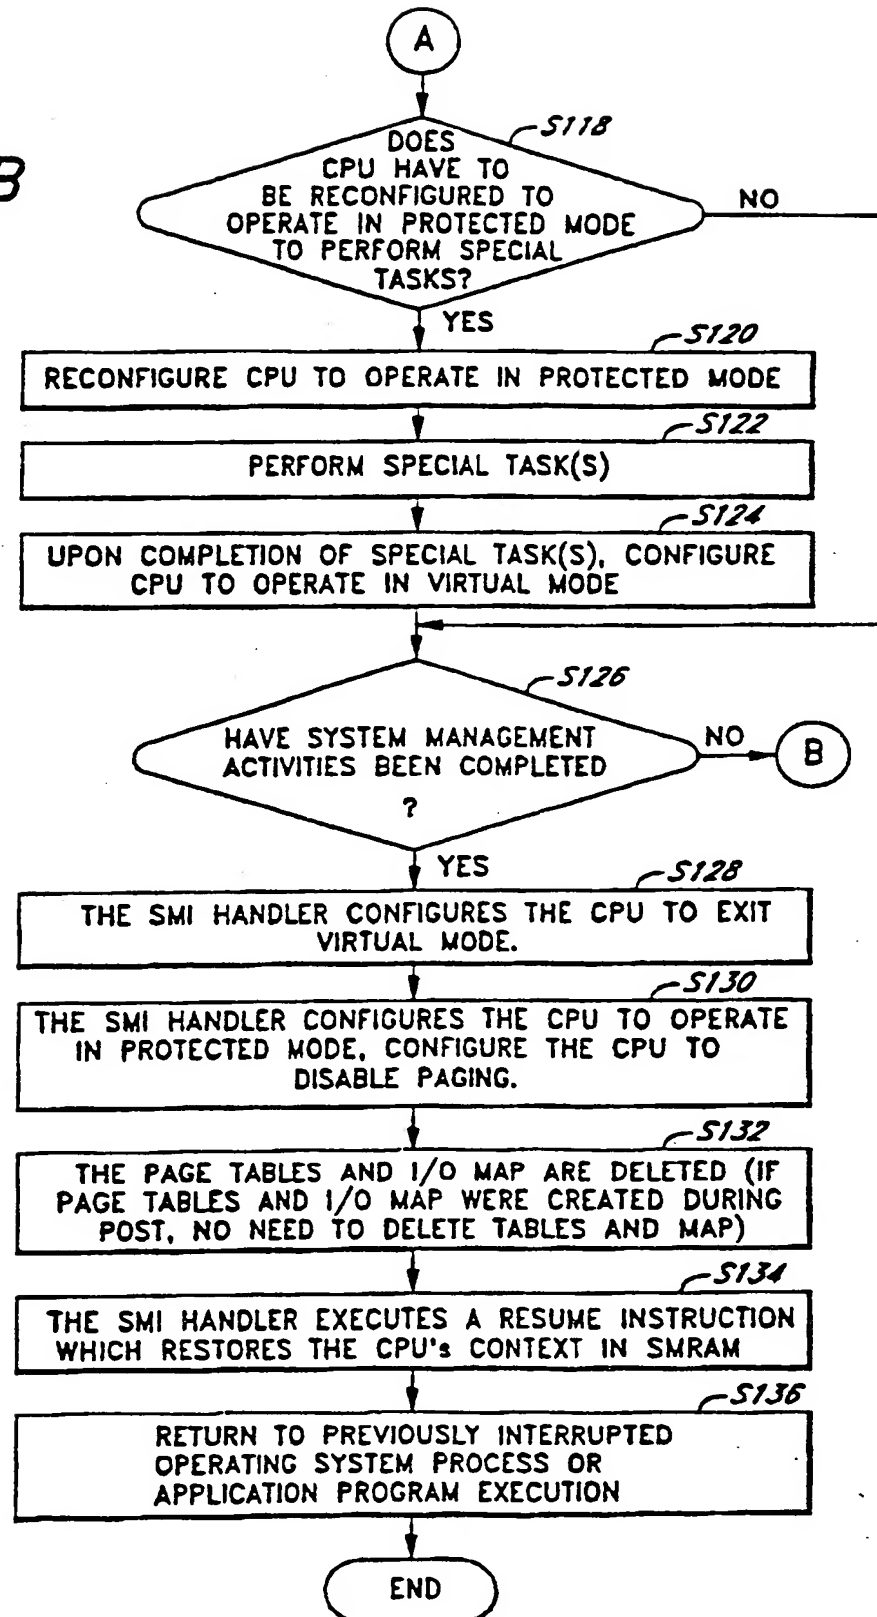 A
B
S118
DOES
CPU HAVE TO
BE RECONFIGURED TO
OPERATE IN PROTECTED MODE
TO PERFORM SPECIAL
TASKS?
NO
YES
S120
RECONFIGURE CPU TO OPERATE IN PROTECTED MODE
S122
PERFORM SPECIAL TASK(S)
S124
UPON COMPLETION OF SPECIAL TASK(S), CONFIGURE
CPU TO OPERATE IN VIRTUAL MODE
S126
HAVE SYSTEM MANAGEMENT
ACTIVITIES BEEN COMPLETED
?
NO
B
YES
S128
THE SMI HANDLER CONFIGURES THE CPU TO EXIT
VIRTUAL MODE.
S130
THE SMI HANDLER CONFIGURES THE CPU TO OPERATE
IN PROTECTED MODE, CONFIGURE THE CPU TO
DISABLE PAGING.
S132
THE PAGE TABLES AND I/O MAP ARE DELETED (IF
PAGE TABLES AND I/O MAP WERE CREATED DURING
POST, NO NEED TO DELETE TABLES AND MAP)
S134
THE SMI HANDLER EXECUTES A RESUME INSTRUCTION
WHICH RESTORES THE CPU's CONTEXT IN SMRAM
S136
RETURN TO PREVIOUSLY INTERRUPTED
OPERATING SYSTEM PROCESS OR
APPLICATION PROGRAM EXECUTION
END